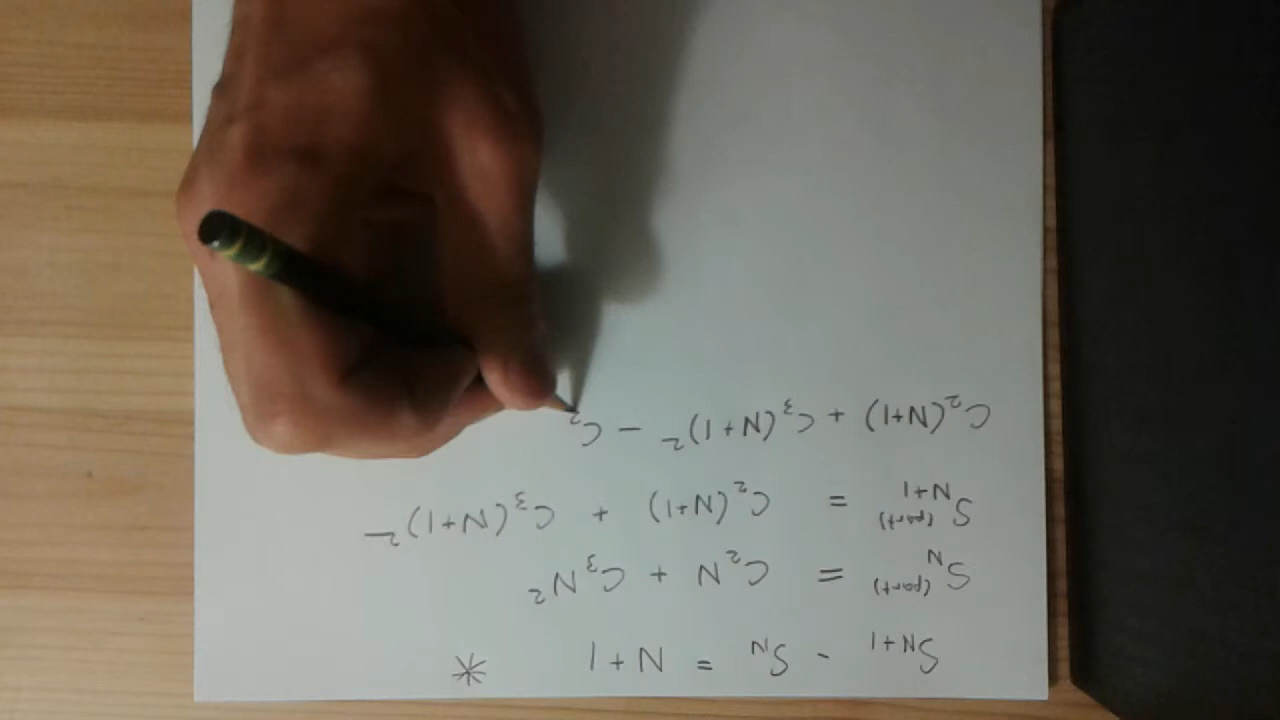 S_{N+1} - S_N = N+1 *
S_N^{(part)} = C_2 N + C_3 N^2
S_{N+1}^{(part)} = C_2(N+1) + C_3(N+1)^2
C_2(N+1) + C_3(N+1)^2 - C_2